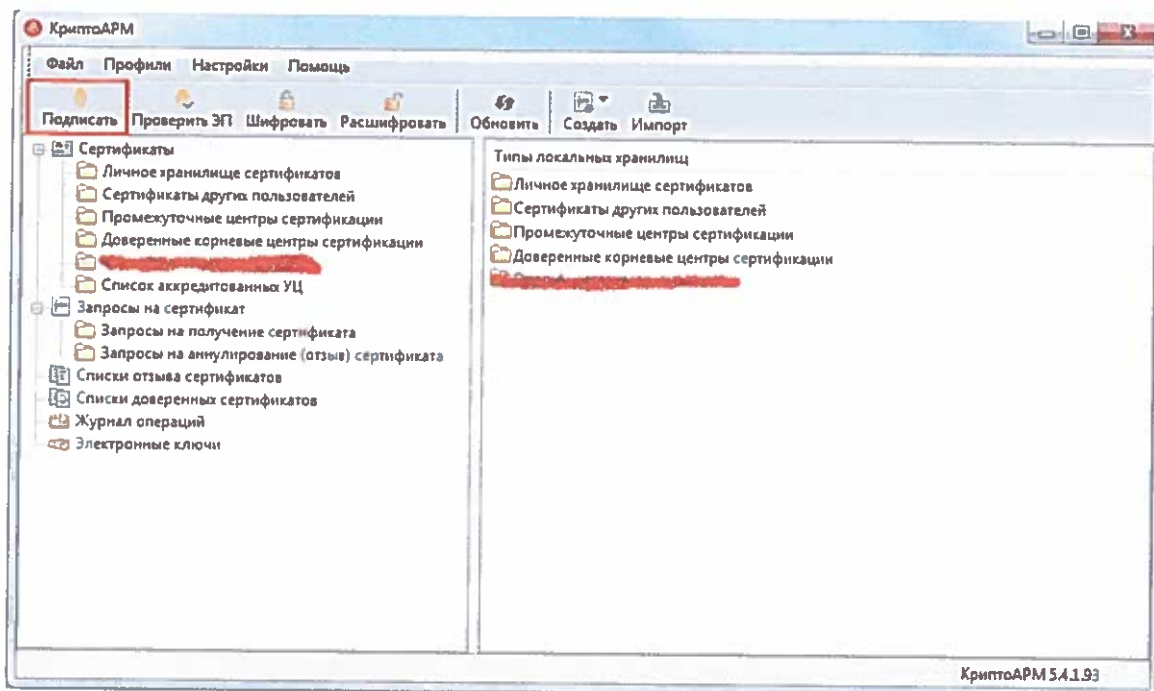 КриптоАРМ
Файл Профили Настройки Помощь
Подписать Проверить ЭП Шифровать Расшифровать Обновить Создать Импорт
Сертификаты
Личное хранилище сертификатов
Сертификаты других пользователей
Промежуточные центры сертификации
Доверенные корневые центры сертификации
Список аккредитованных УЦ
Запросы на сертификат
Запросы на получение сертификата
Запросы на аннулирование (отзыв) сертификата
Списки отзыва сертификатов
Списки доверенных сертификатов
Журнал операций
Электронные ключи
Типы локальных хранилищ
Личное хранилище сертификатов
Сертификаты других пользователей
Промежуточные центры сертификации
Доверенные корневые центры сертификации
КриптоАРМ 5.4.1.93